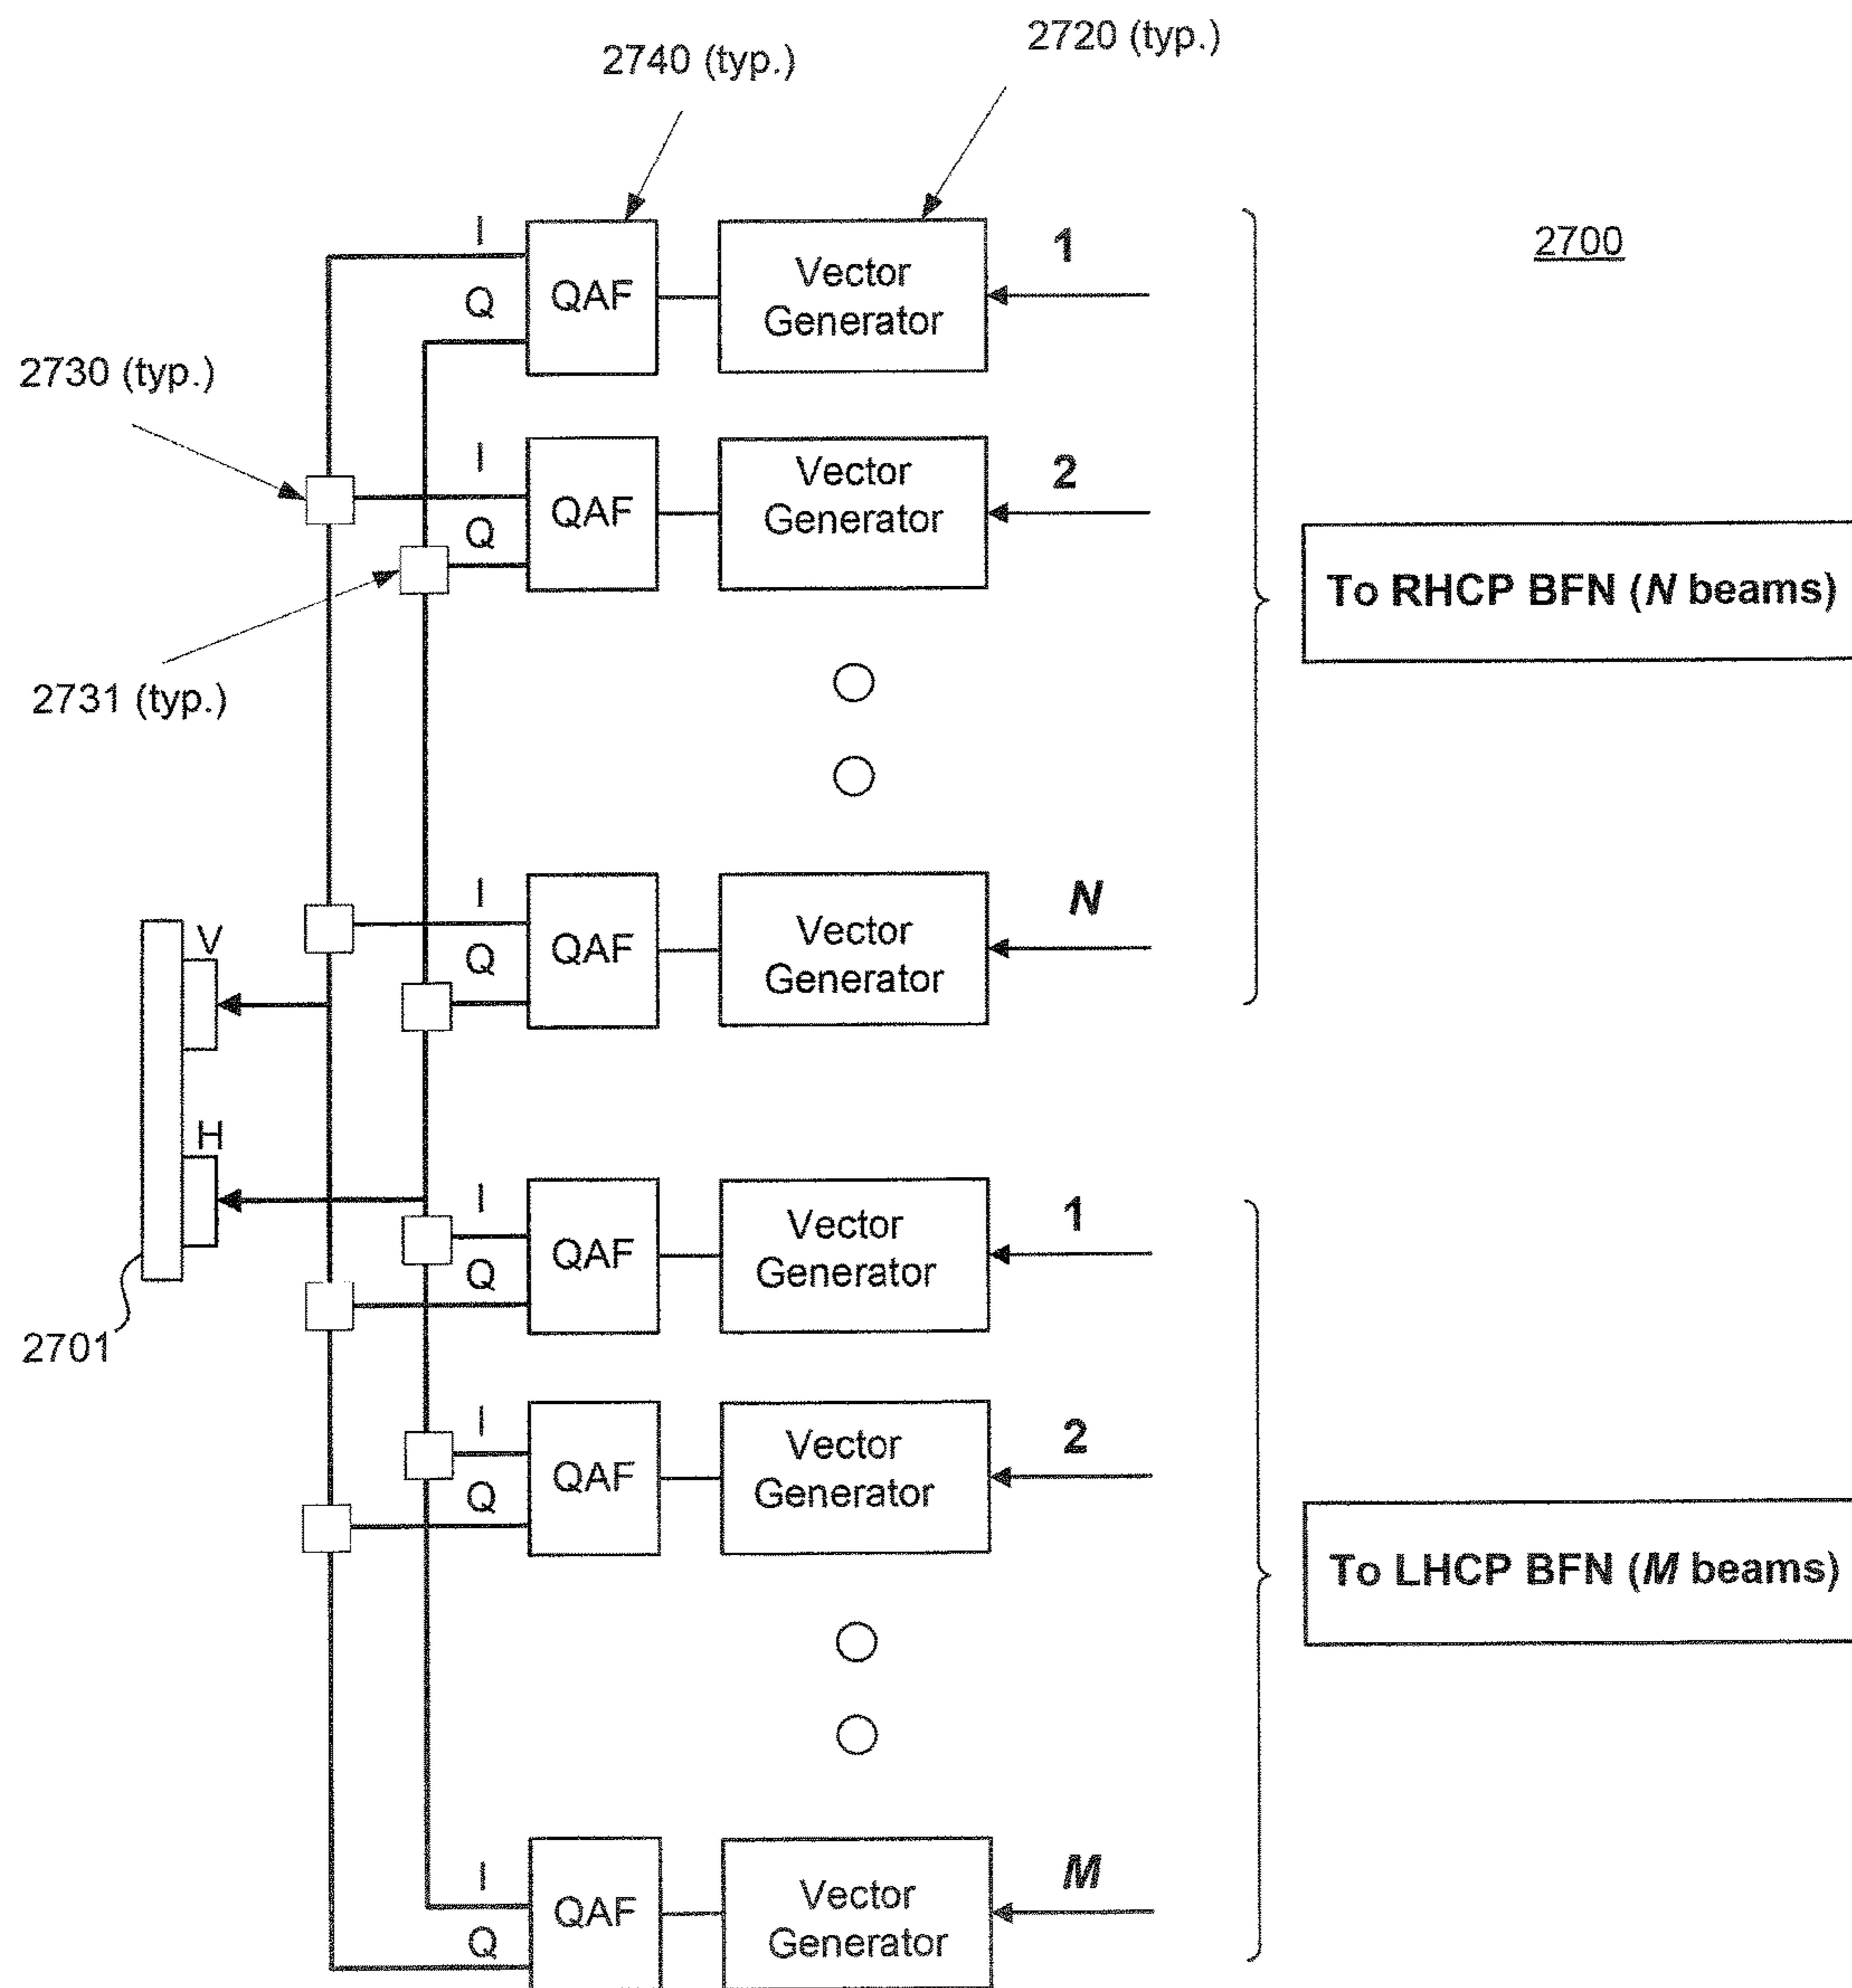 2720 (typ.)
2740 (typ.)
2700
I
Q
QAF
Vector
Generator
1
2730 (typ.)
I
Q
QAF
Vector
Generator
2
To RHCP BFN (N beams)
2731 (typ.)
I
Q
QAF
Vector
Generator
N
V
H
I
Q
QAF
Vector
Generator
1
2701
I
Q
QAF
Vector
Generator
2
To LHCP BFN (M beams)
I
Q
QAF
Vector
Generator
M